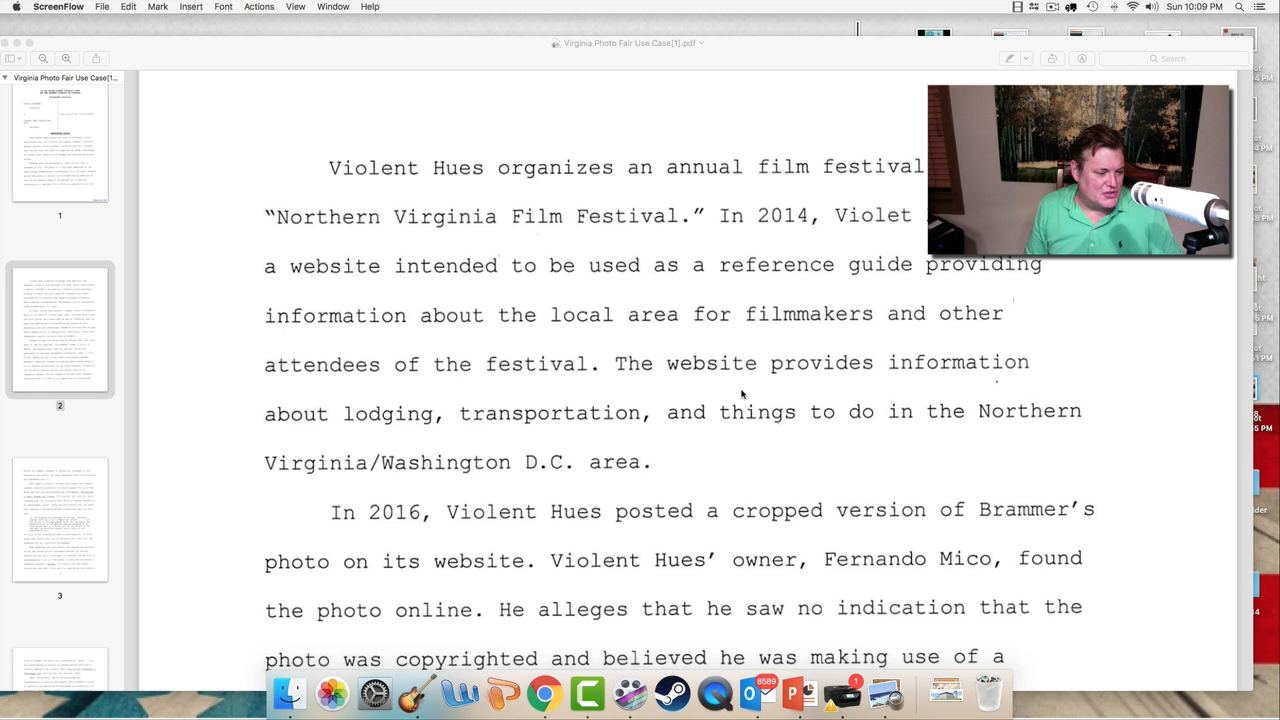 ScreenFlow File Edit Mark Insert Font Actions View Window Help Sun 10:09 PM
Virginia Photo Fair Use Case[1].pdf
Search
Virginia Photo Fair Use Case[1...
1
2
3
Violent Hues organizes an annual film festival
“Northern Virginia Film Festival.” In 2014, Violet
a website intended to be used as a reference guide providing
information about the local area for filmmakers and other
attendees of the festival. The website provides information
about lodging, transportation, and things to do in the Northern
Virginia/Washington D.C. area.
In 2016, Violent Hues posted a cropped version of Brammer’s
photo on its website. Violent Hues’ owner, Fernando Mico, found
the photo online. He alleges that he saw no indication that the
photo was copyrighted and believed he was making use of a
8589
1